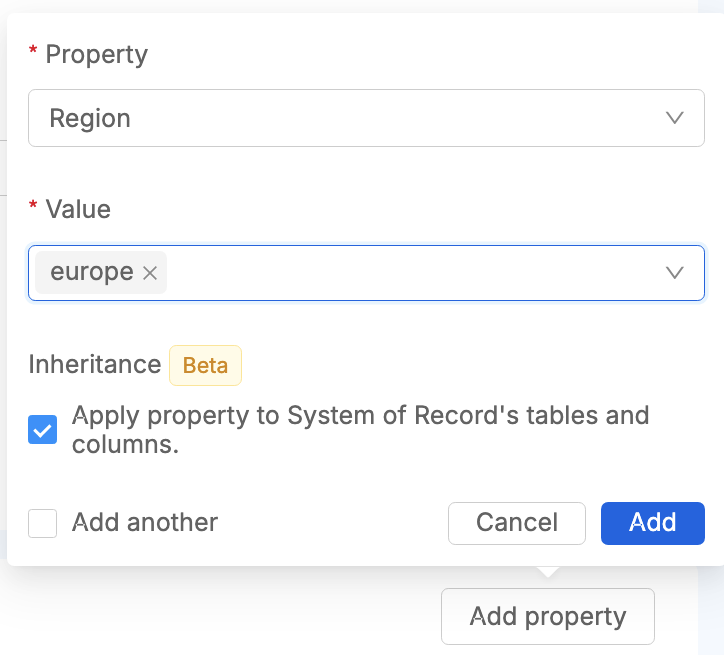 * Property
Region
* Value
europe
Inheritance Beta
Apply property to System of Record's tables and
columns.
Add another Cancel Add
Add property